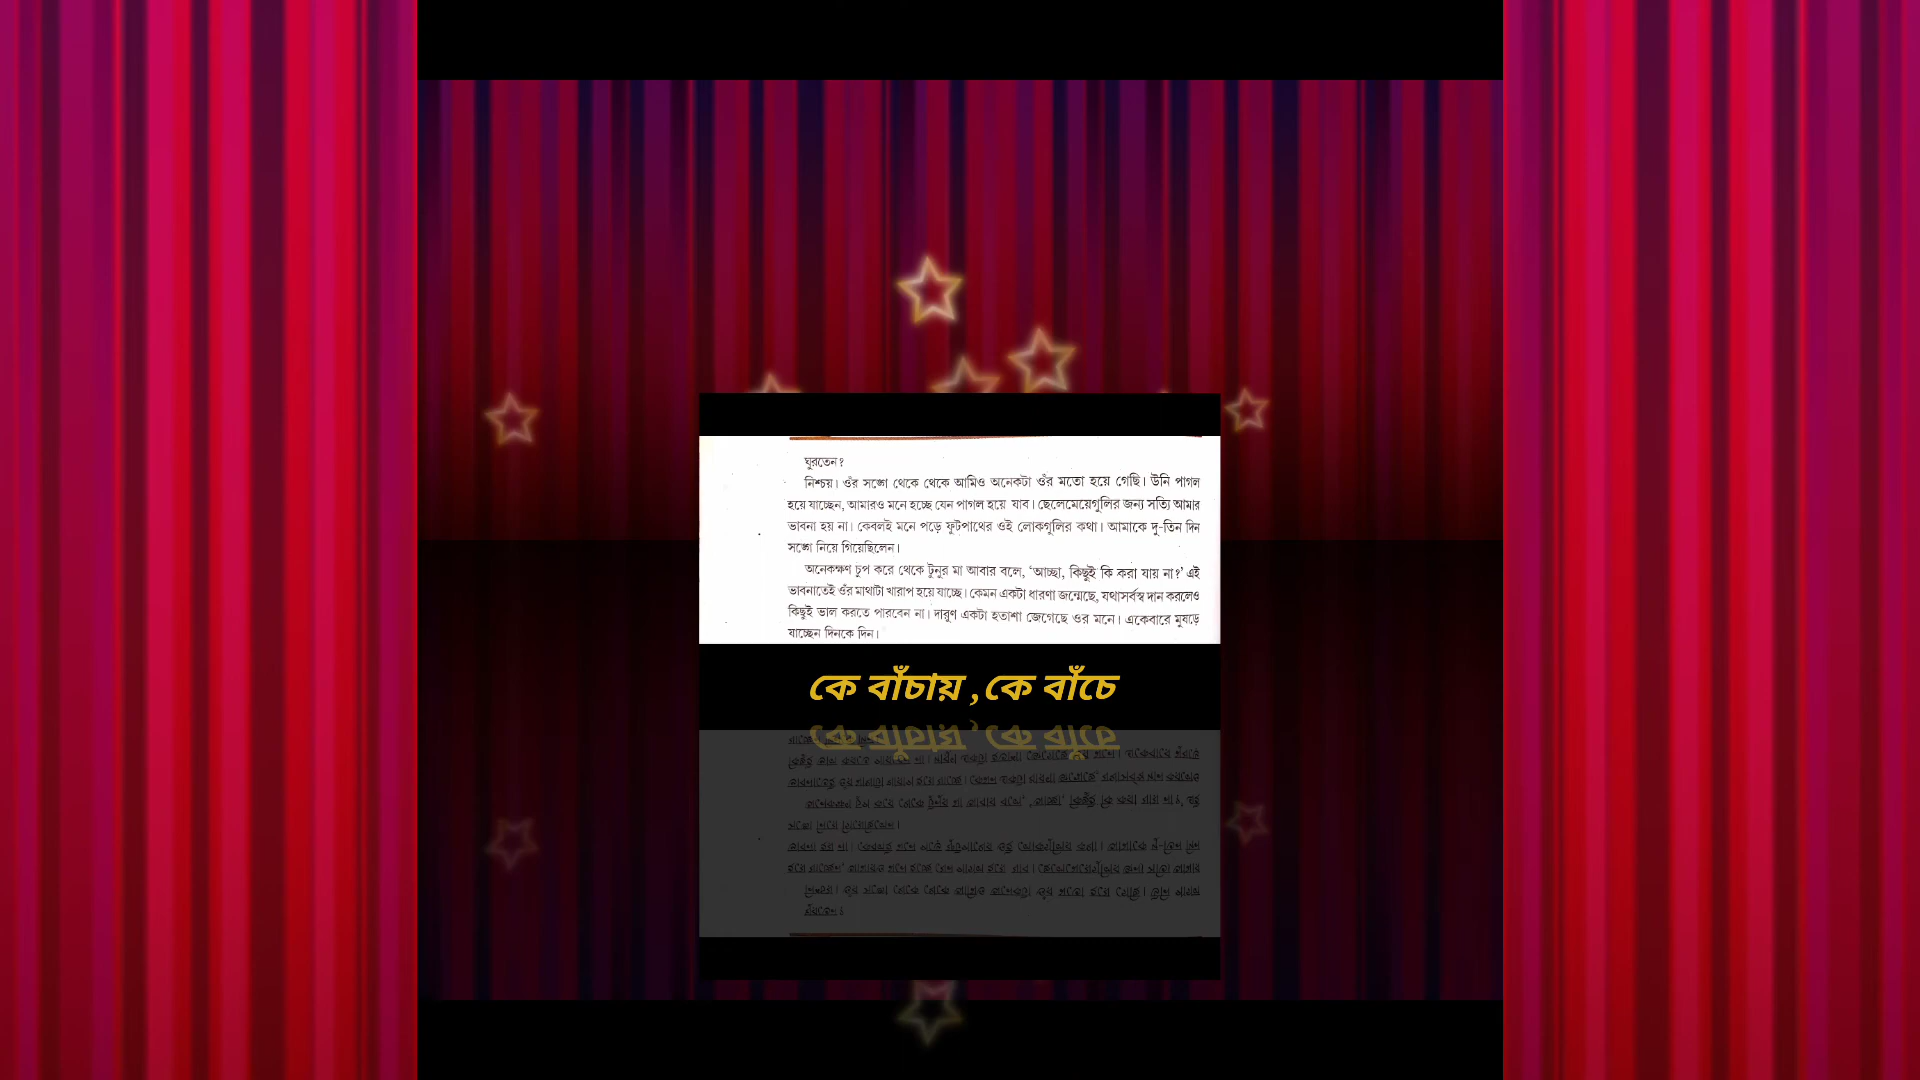 ঘুরতেন?
নিশ্চয়। ওঁর সঙ্গে থেকে থেকে আমিও অনেকটা ওঁর মতো হয়ে গেছি। উনি পাগল
হয়ে যাচ্ছেন, আমারও মনে হচ্ছে যেন পাগল হয়ে যাব। ছেলেমেয়েগুলির জন্য সত্যি আমার
ভাবনা হয় না। কেবলই মনে পড়ে ফুটপাথের ওই লোকগুলির কথা। আমাকে দু-তিন দিন
সঙ্গে নিয়ে গিয়েছিলেন।
অনেকক্ষণ চুপ করে থেকে টুনুর মা আবার বলে, ‘আচ্ছা, কিছুই কি করা যায় না?’ এই
ভাবনাতেই ওঁর মাথাটা খারাপ হয়ে যাচ্ছে। কেমন একটা ধারণা জন্মেছে, যথাসর্বস্ব দান করলেও
কিছুই ভাল করতে পারবেন না। দারুণ একটা হতাশা জেগেছে ওর মনে। একেবারে মুষড়ে
যাচ্ছেন দিনকে দিন।
কে বাঁচায় ,কে বাঁচে